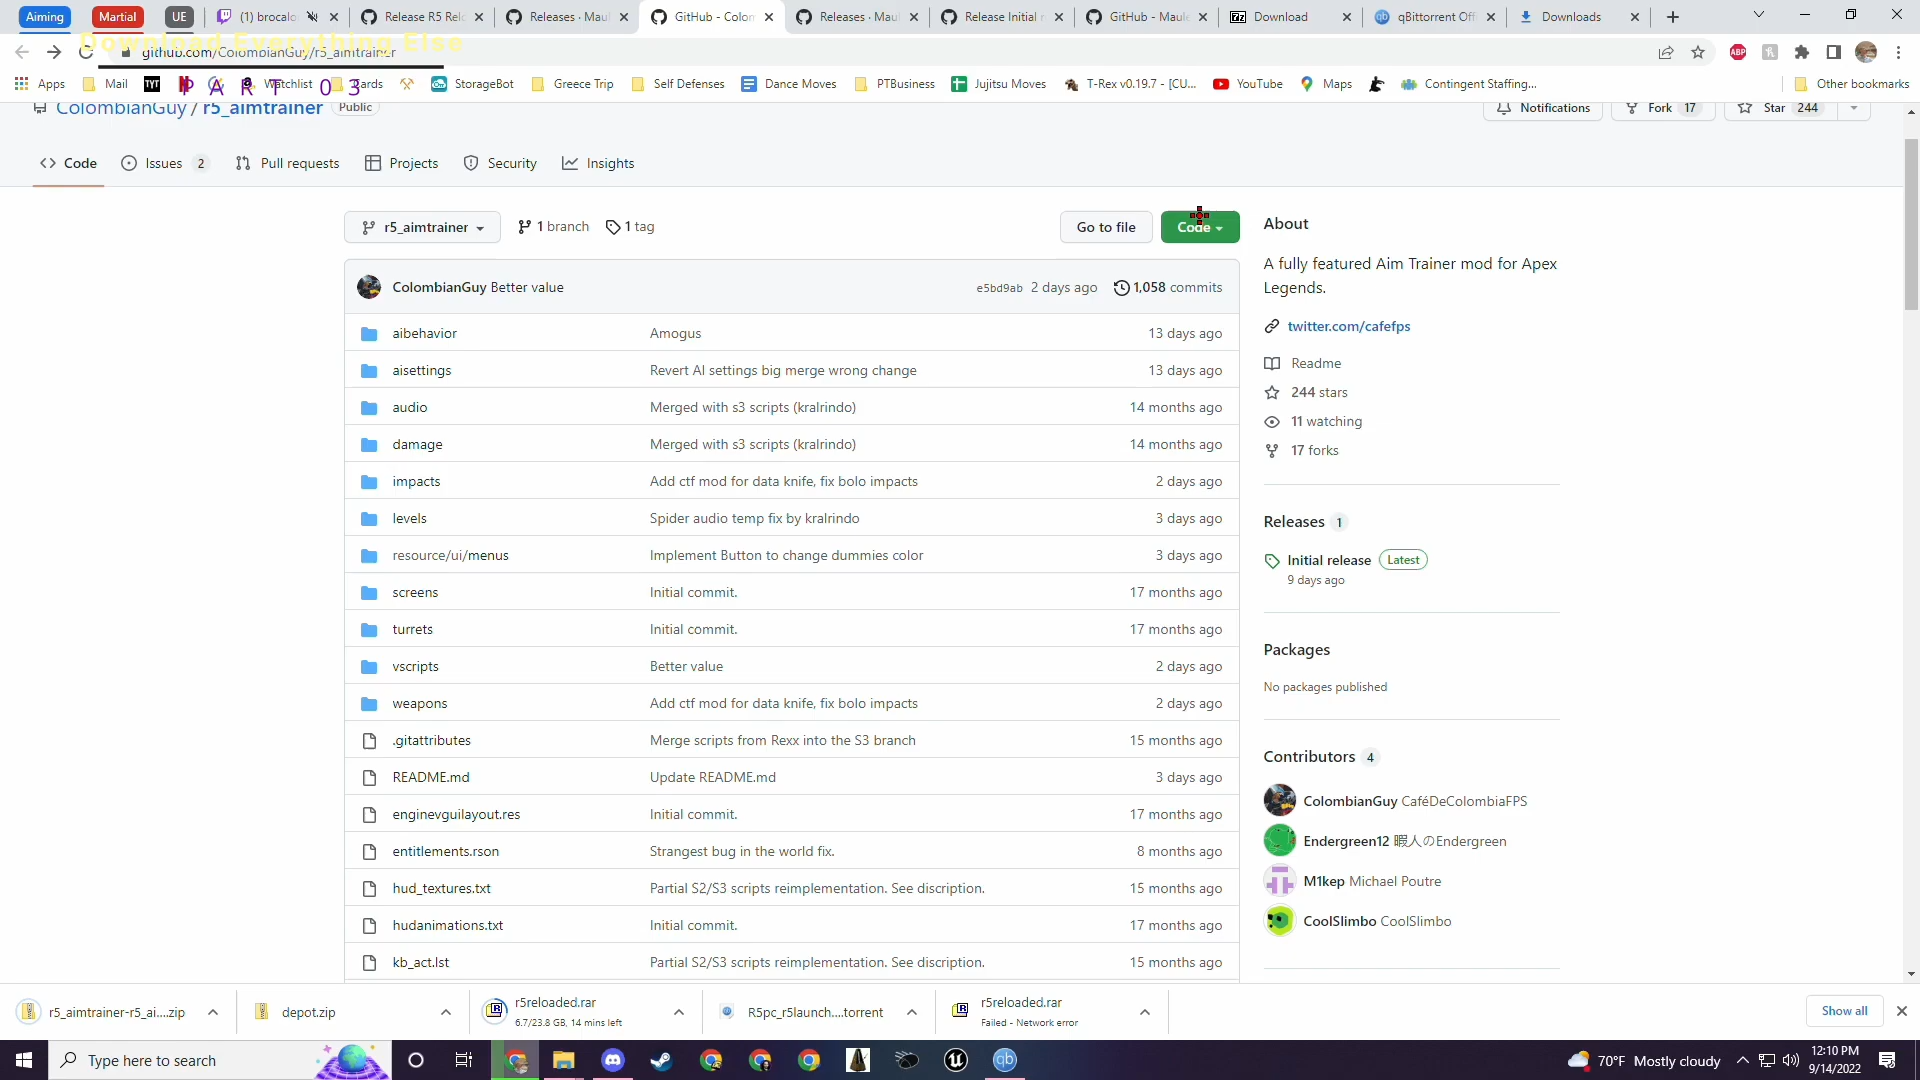 Aiming
Martial
UE
(1) brocalo
Release R5 Relo
Releases · Maul
GitHub - Colom
Releases · Maul
Release Initial r
GitHub - Maule
Download
qBittorrent Offi
Downloads
Download Everything Else
github.com/ColombianGuy/r5_aimtrainer
PART 03
Apps
Mail
TYT
Watchlist
StorageBot
Greece Trip
Self Defenses
Dance Moves
PTBusiness
Jujitsu Moves
T-Rex v0.19.7 - [CU...
YouTube
Maps
Contingent Staffing...
Other bookmarks
ColombianGuy / r5_aimtrainer Public
Notifications
Fork 17
Star 244
Code
Issues 2
Pull requests
Projects
Security
Insights
r5_aimtrainer
1 branch
1 tag
Go to file
Code
ColombianGuy Better value e5bd9ab 2 days ago 1,058 commits
aibehavior Amogus 13 days ago
aisettings Revert AI settings big merge wrong change 13 days ago
audio Merged with s3 scripts (kralrindo) 14 months ago
damage Merged with s3 scripts (kralrindo) 14 months ago
impacts Add ctf mod for data knife, fix bolo impacts 2 days ago
levels Spider audio temp fix by kralrindo 3 days ago
resource/ui/menus Implement Button to change dummies color 3 days ago
screens Initial commit. 17 months ago
turrets Initial commit. 17 months ago
vscripts Better value 2 days ago
weapons Add ctf mod for data knife, fix bolo impacts 2 days ago
.gitattributes Merge scripts from Rexx into the S3 branch 15 months ago
README.md Update README.md 3 days ago
enginevguilayout.res Initial commit. 17 months ago
entitlements.rson Strangest bug in the world fix. 8 months ago
hud_textures.txt Partial S2/S3 scripts reimplementation. See discription. 15 months ago
hudanimations.txt Initial commit. 17 months ago
kb_act.lst Partial S2/S3 scripts reimplementation. See discription. 15 months ago
About
A fully featured Aim Trainer mod for Apex
Legends.
twitter.com/cafefps
Readme
244 stars
11 watching
17 forks
Releases 1
Initial release Latest
9 days ago
Packages
No packages published
Contributors 4
ColombianGuy CaféDeColombiaFPS
Endergreen12 暇人のEndergreen
M1kep Michael Poutre
CoolSlimbo CoolSlimbo
r5_aimtrainer-r5_ai....zip
depot.zip
r5reloaded.rar
6.7/23.8 GB, 14 mins left
R5pc_r5launch....torrent
r5reloaded.rar
Failed - Network error
Show all
Type here to search
70°F Mostly cloudy
12:10 PM
9/14/2022